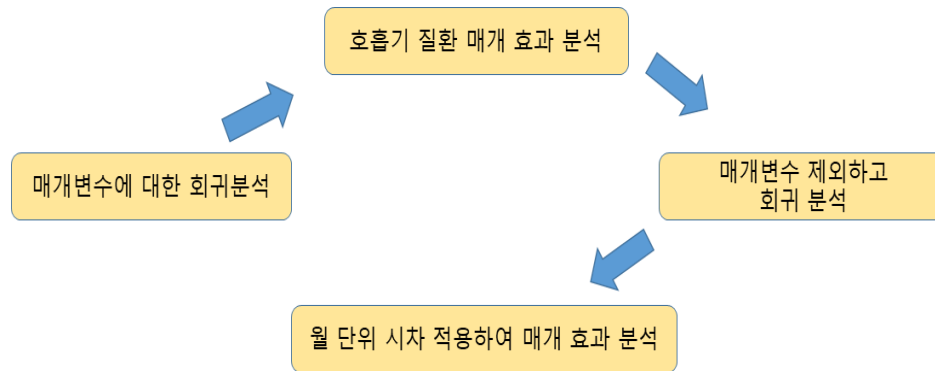 호흡기 질환 매개 효과 분석
매개변수에 대한 회귀분석
매개변수 제외하고
회귀 분석
월 단위 시차 적용하여 매개 효과 분석